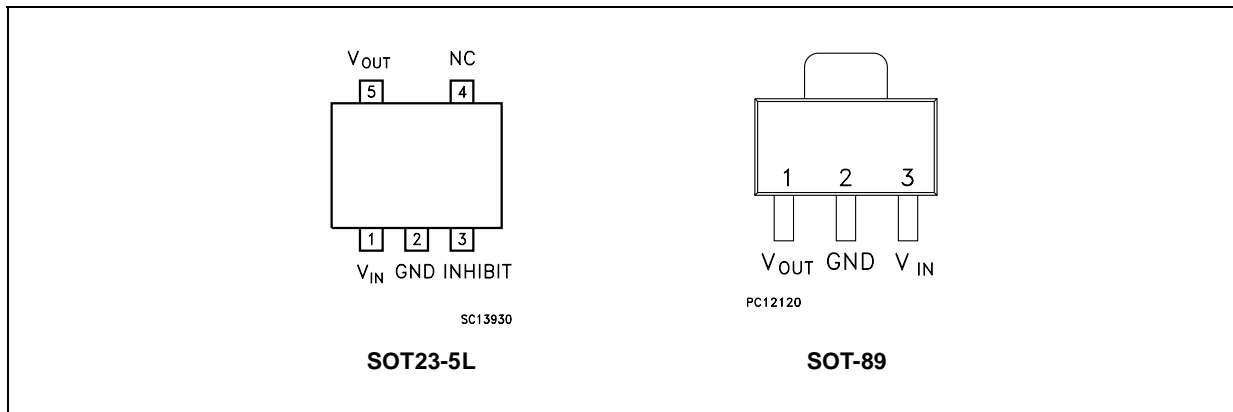 VOUT NC
5 4
1 2 3
VIN GND INHIBIT
SC13930
SOT23-5L
1 2 3
VOUT GND VIN
PC12120
SOT-89